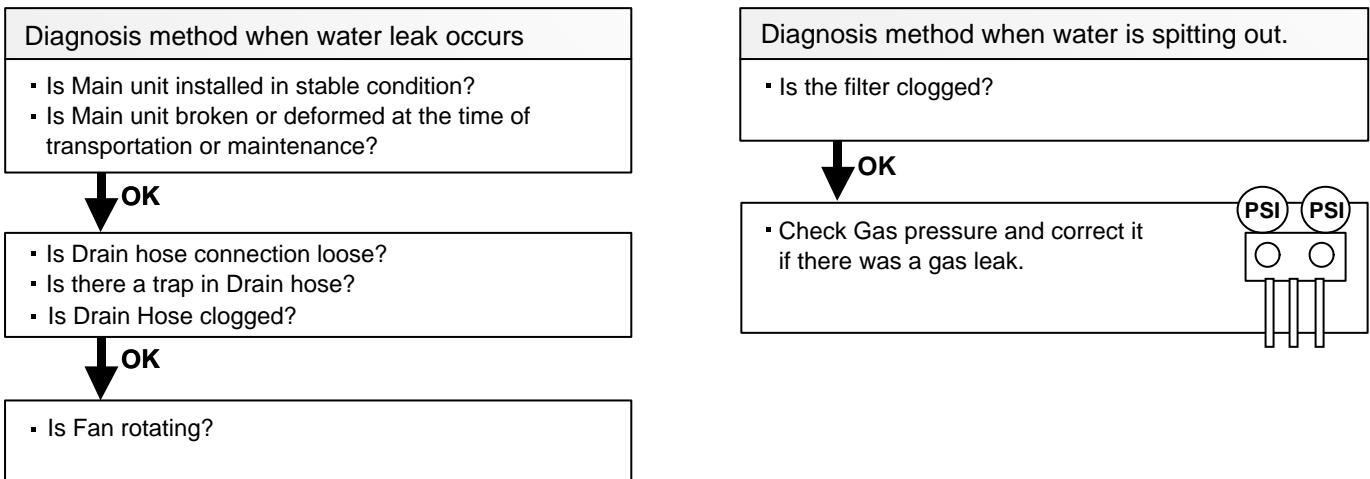 Diagnosis method when water leak occurs
▪ Is Main unit installed in stable condition?
▪ Is Main unit broken or deformed at the time of
transportation or maintenance?
OK
▪ Is Drain hose connection loose?
▪ Is there a trap in Drain hose?
▪ Is Drain Hose clogged?
OK
▪ Is Fan rotating?
Diagnosis method when water is spitting out.
▪ Is the filter clogged?
OK
▪ Check Gas pressure and correct it
if there was a gas leak.
PSI PSI